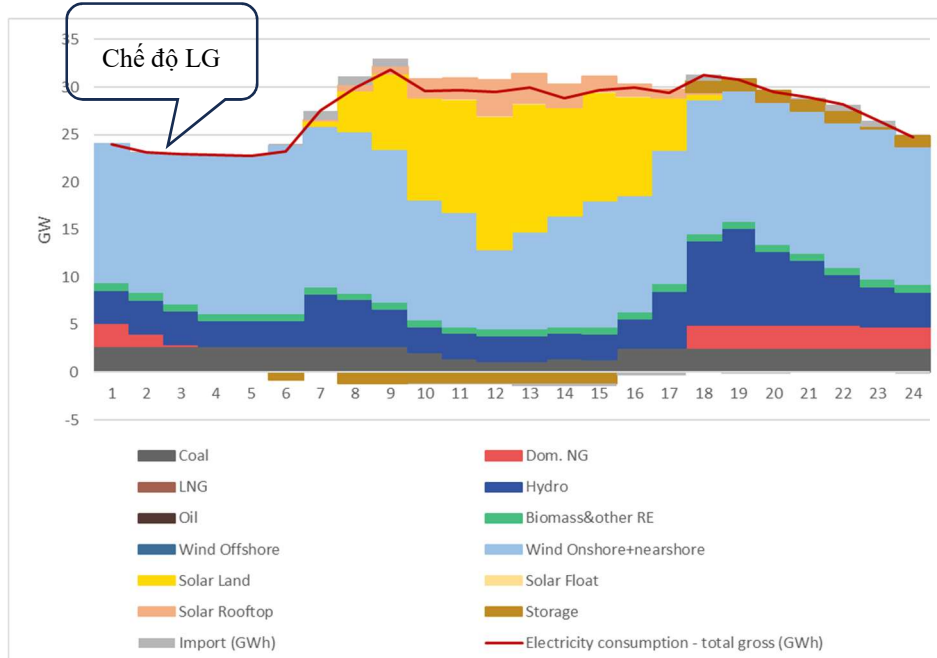 Chế độ LG
35
30
25
20
15
10
5
0
-5
GW
1 2 3 4 5 6 7 8 9 10 11 12 13 14 15 16 17 18 19 20 21 22 23 24
Coal Dom. NG
LNG Hydro
Oil Biomass&other RE
Wind Offshore Wind Onshore+nearshore
Solar Land Solar Float
Solar Rooftop Storage
Import (GWh) Electricity consumption - total gross (GWh)